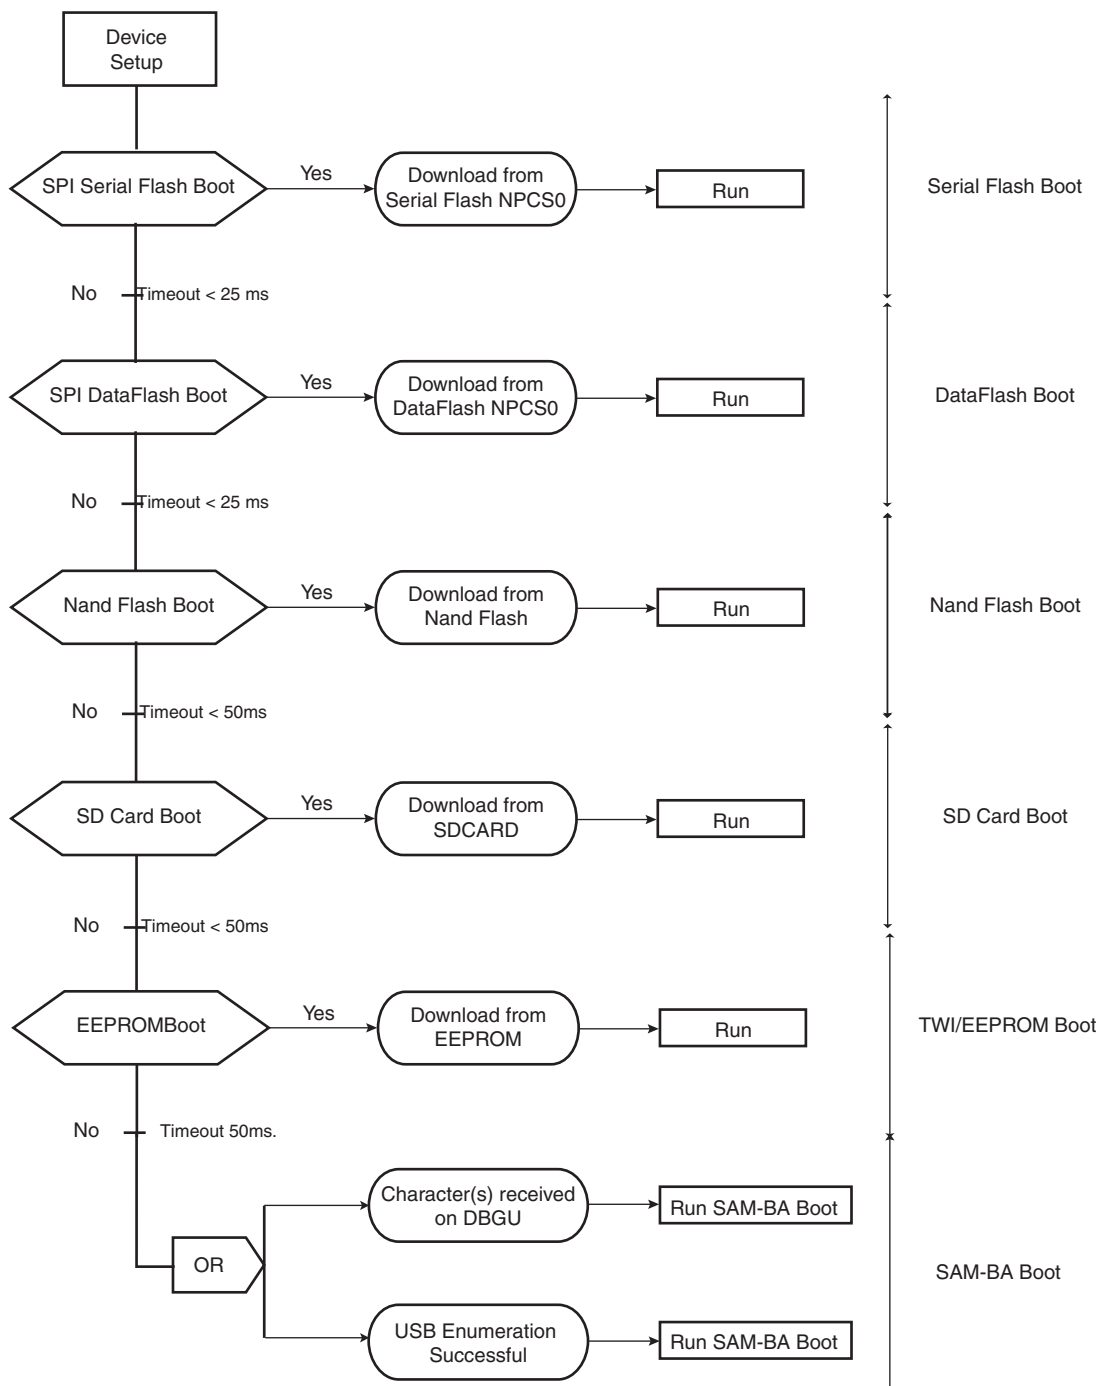 Device
Setup
SPI Serial Flash Boot
Yes
Download from
Serial Flash NPCS0
Run
Serial Flash Boot
No
Timeout < 25 ms
SPI DataFlash Boot
Yes
Download from
DataFlash NPCS0
Run
DataFlash Boot
No
Timeout < 25 ms
Nand Flash Boot
Yes
Download from
Nand Flash
Run
Nand Flash Boot
No
Timeout < 50ms
SD Card Boot
Yes
Download from
SDCARD
Run
SD Card Boot
No
Timeout < 50ms
EEPROMBoot
Yes
Download from
EEPROM
Run
TWI/EEPROM Boot
No
Timeout 50ms.
Character(s) received
on DBGU
Run SAM-BA Boot
OR
SAM-BA Boot
USB Enumeration
Successful
Run SAM-BA Boot